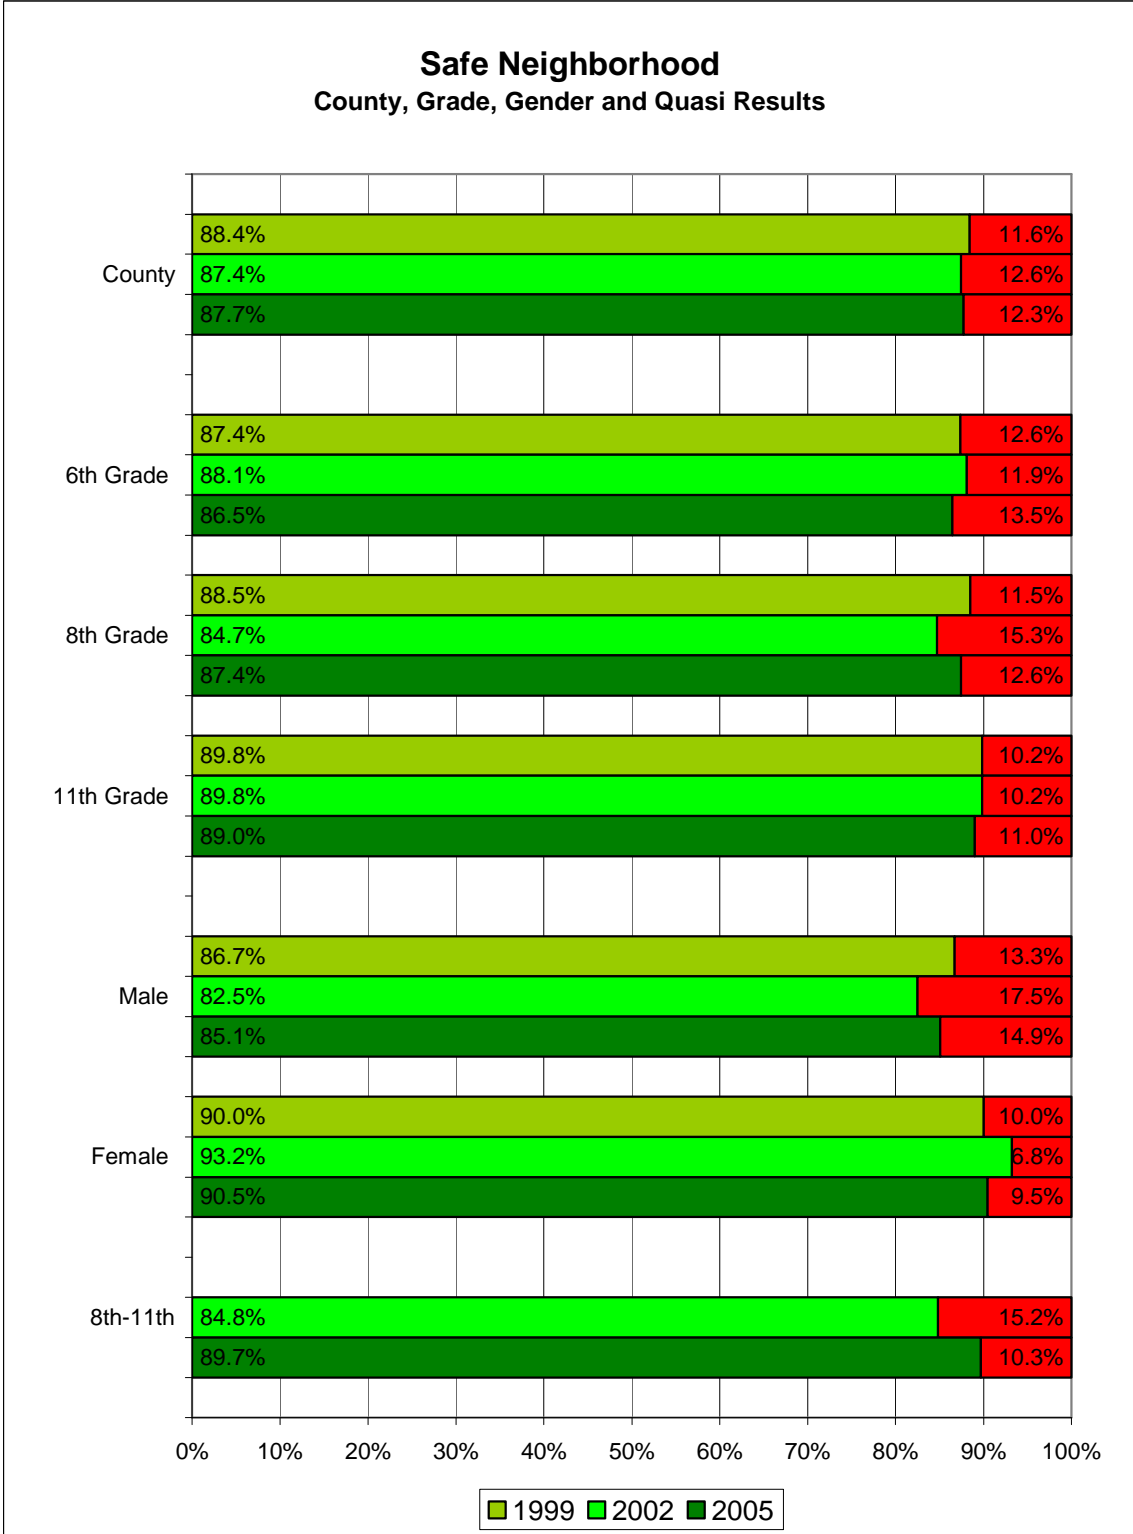 Safe Neighborhood
County, Grade, Gender and Quasi Results
88.4% 11.6%
County 87.4% 12.6%
87.7% 12.3%
87.4% 12.6%
6th Grade 88.1% 11.9%
86.5% 13.5%
88.5% 11.5%
8th Grade 84.7% 15.3%
87.4% 12.6%
89.8% 10.2%
11th Grade 89.8% 10.2%
89.0% 11.0%
86.7% 13.3%
Male 82.5% 17.5%
85.1% 14.9%
90.0% 10.0%
Female 93.2% 6.8%
90.5% 9.5%
8th-11th 84.8% 15.2%
89.7% 10.3%
0% 10% 20% 30% 40% 50% 60% 70% 80% 90% 100%
1999 2002 2005